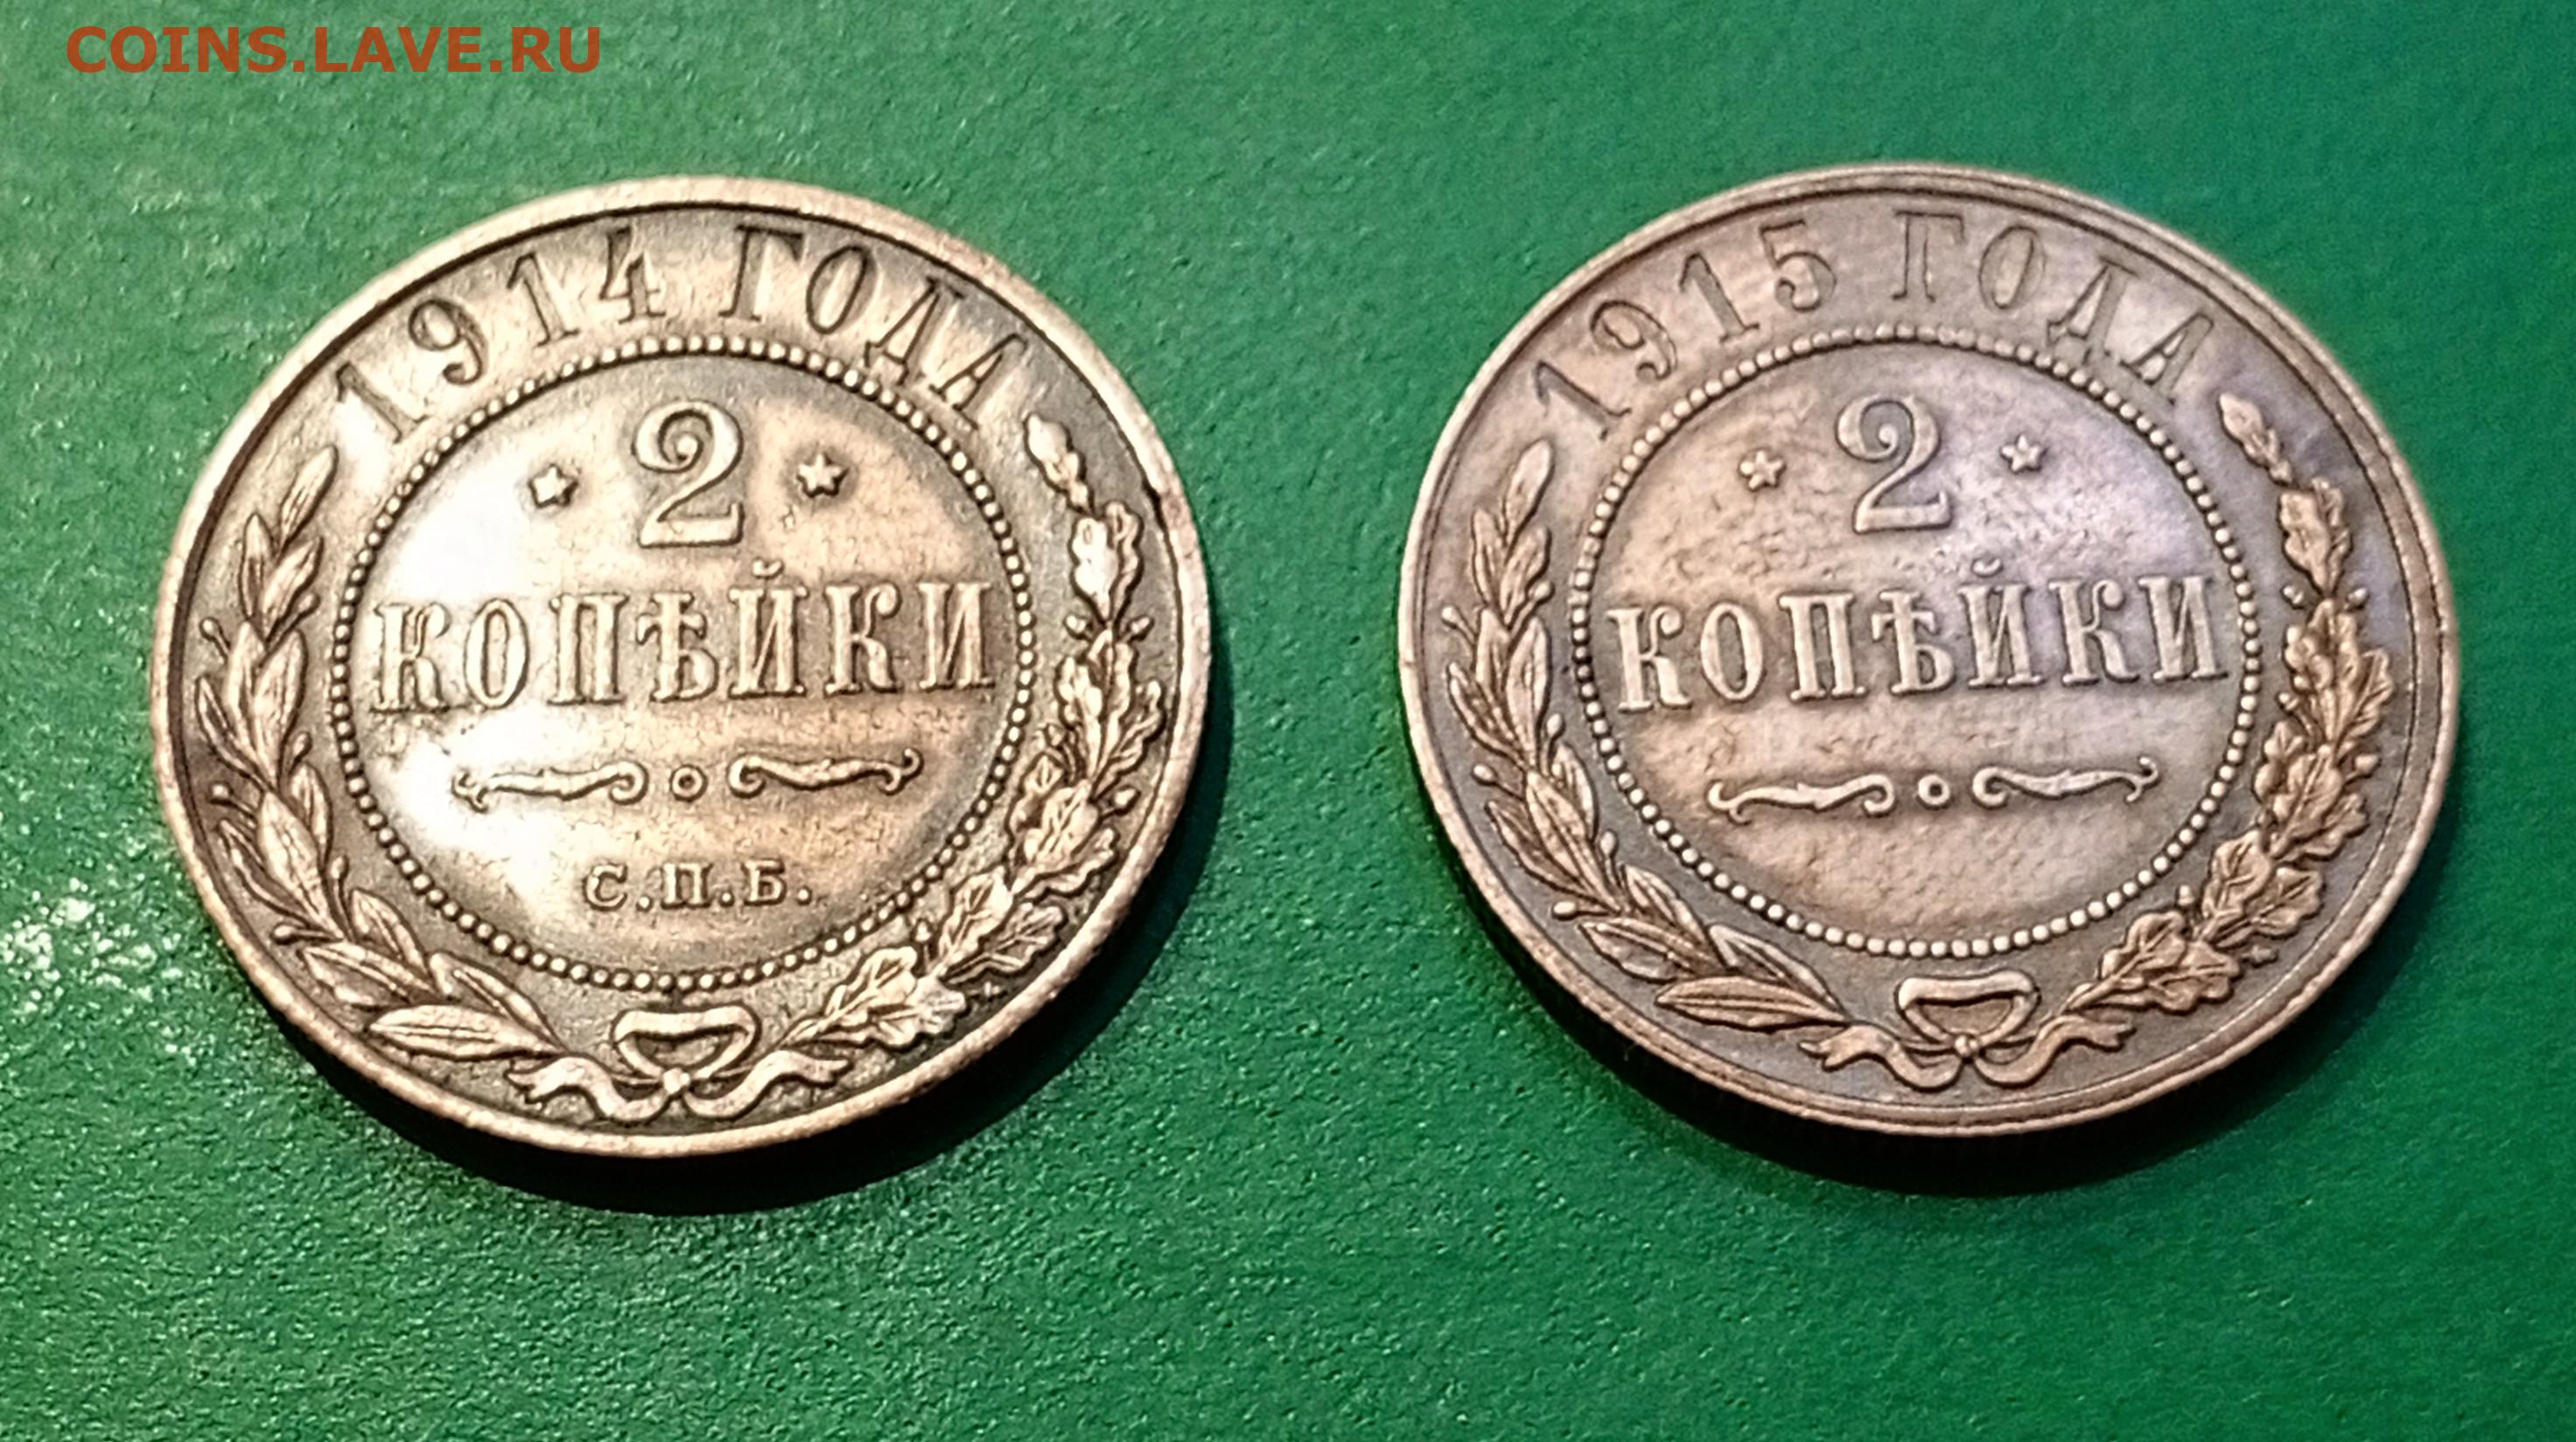 COINS.LAVE.RU
1914 ГОДА
2
КОПѢЙКИ
С.П.Б.
1915 ГОДА
2
КОПѢЙКИ